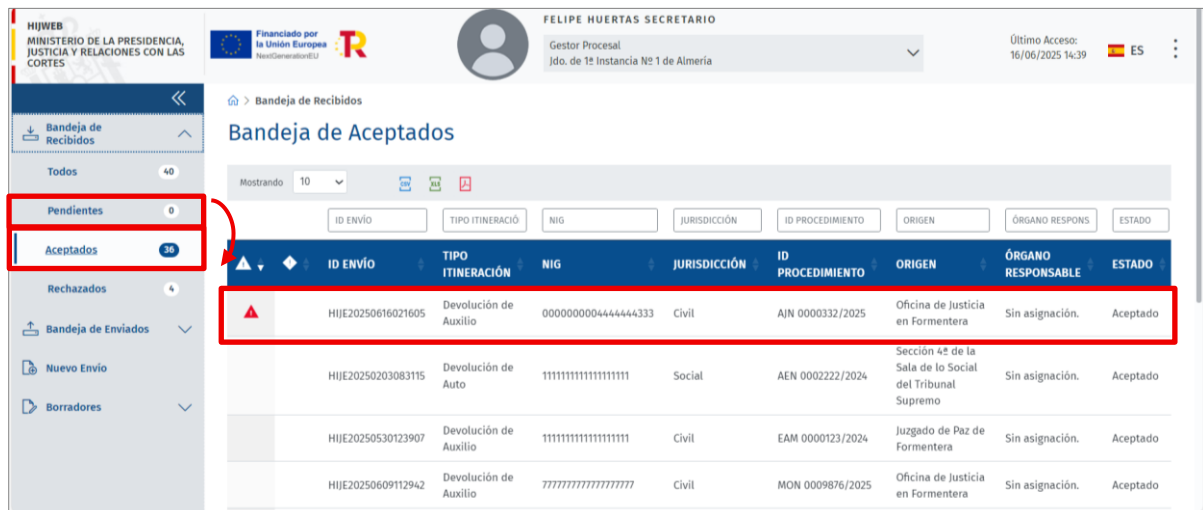 HIJWEB
MINISTERIO DE LA PRESIDENCIA,
JUSTICIA Y RELACIONES CON LAS
CORTES
Financiado por
la Unión Europea
NextGenerationEU
FELIPE HUERTAS SECRETARIO
Gestor Procesal
Jdo. de 1ª Instancia Nº 1 de Almeria
Último Acceso:
16/06/2025 14:39
ES
Bandeja de
Recibidos
Todos 40
Pendientes 0
Aceptados 36
Rechazados 4
Bandeja de Enviados
Nuevo Envío
Borradores
> Bandeja de Recibidos
Bandeja de Aceptados
Mostrando 10 CSV XLS
ID ENVÍO TIPO ITINERACIÓ NIG JURISDICCIÓN ID PROCEDIMIENTO ORIGEN ÓRGANO RESPONS ESTADO
ID ENVÍO TIPO ITINERACIÓN NIG JURISDICCIÓN ID PROCEDIMIENTO ORIGEN ÓRGANO RESPONSABLE ESTADO
HIJE20250616021605 Devolución de Auxilio 0000000004444444333 Civil AJN 0000332/2025 Oficina de Justicia en Formentera Sin asignación. Aceptado
HIJE20250203083115 Devolución de Auto 1111111111111111111 Social AEN 0002222/2024 Sección 4ª de la Sala de lo Social del Tribunal Supremo Sin asignación. Aceptado
HIJE20250530123907 Devolución de Auxilio 1111111111111111111 Civil EAM 0000123/2024 Juzgado de Paz de Formentera Sin asignación. Aceptado
HIJE20250609112942 Devolución de Auxilio 7777777777777777777 Civil MON 0009876/2025 Oficina de Justicia en Formentera Sin asignación. Aceptado